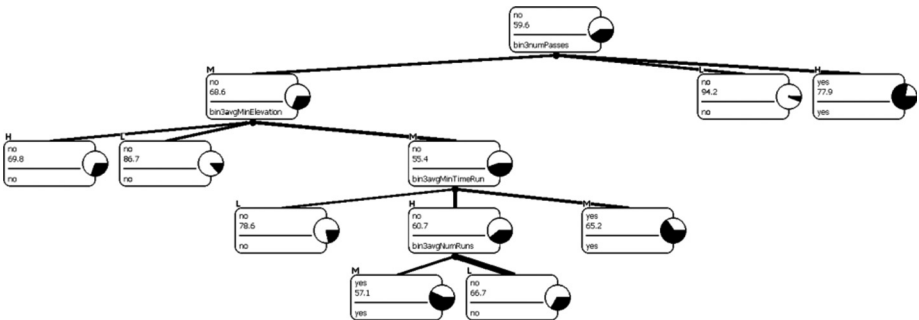 no
59.6
bin3numPasses
M
no
68.6
bin3avgMinElevation
L
no
94.2
no
H
yes
77.9
yes
H
no
69.8
no
L
no
86.7
no
M
no
55.4
bin3avgMinTimeRun
L
no
78.6
no
H
no
60.7
bin3avgNumRuns
M
yes
65.2
yes
M
yes
57.1
yes
L
no
66.7
no